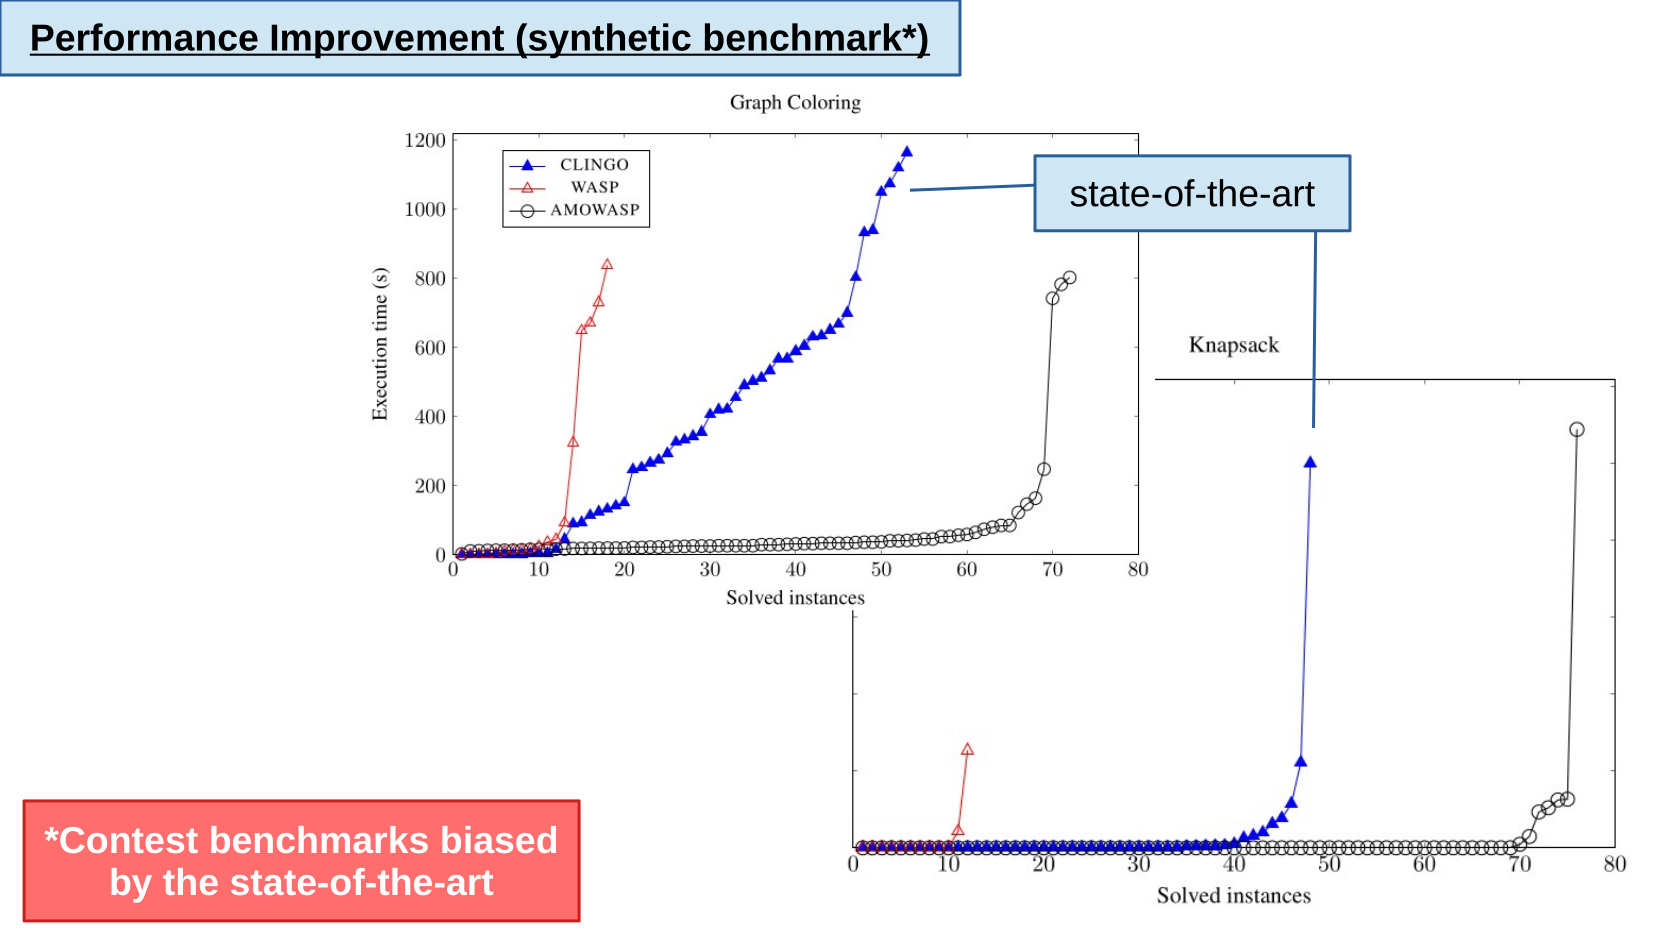 Performance Improvement (synthetic benchmark*)
Graph Coloring
1200
1000
800
600
400
200
0
Execution time (s)
CLINGO
WASP
AMOWASP
0 10 20 30 40 50 60 70 80
Solved instances
state-of-the-art
Knapsack
0 10 20 30 40 50 60 70 80
Solved instances
*Contest benchmarks biased
by the state-of-the-art